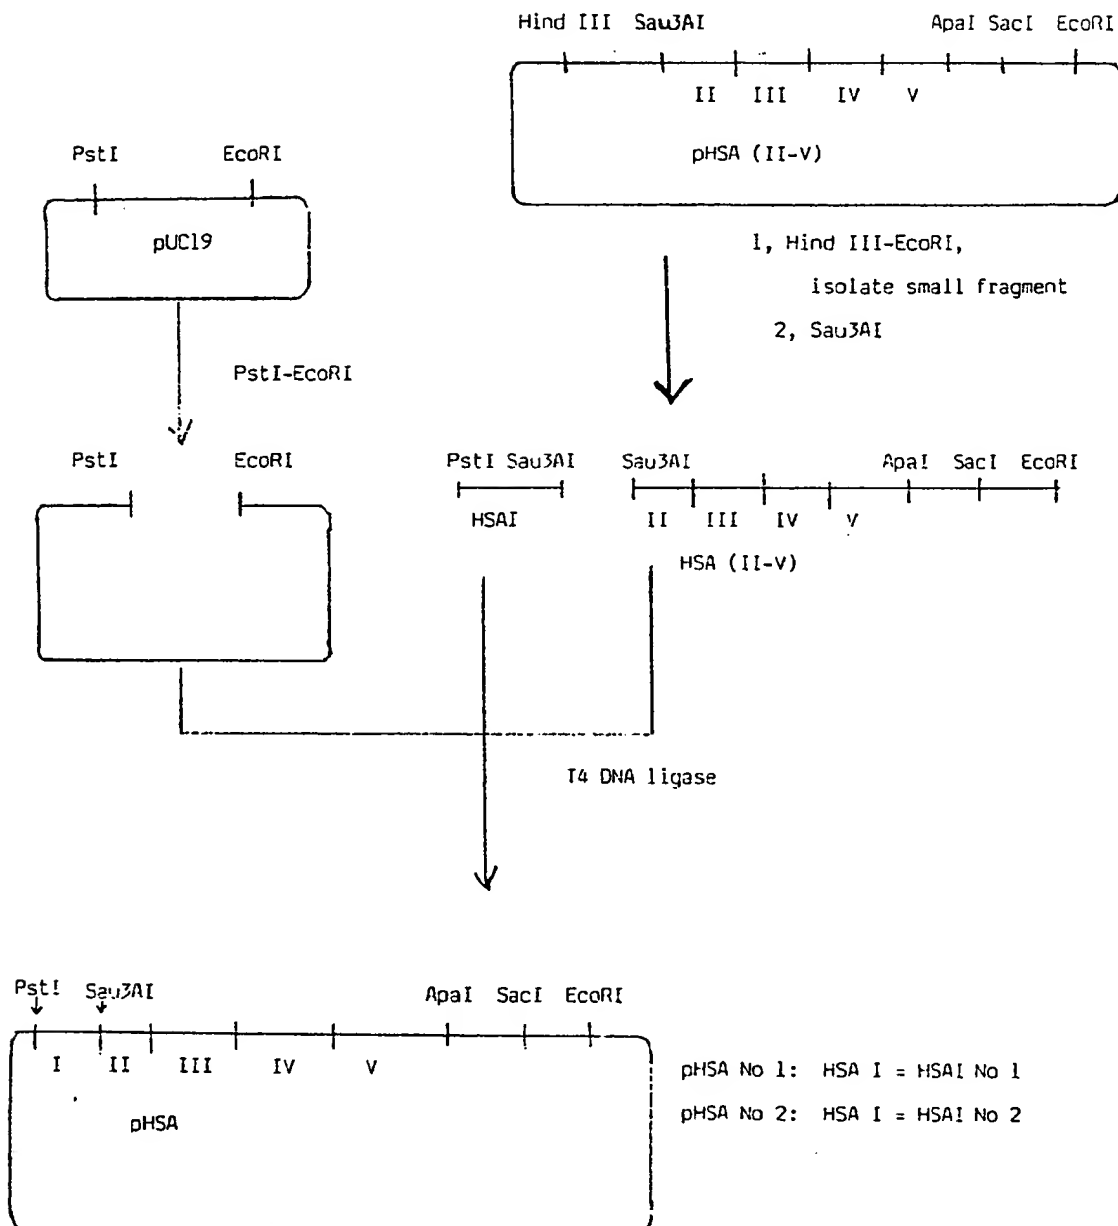 Hind III Sau3AI ApaI SacI EcoRI
II III IV V
pHSA (II-V)
PstI EcoRI
pUC19
1, Hind III-EcoRI,
isolate small fragment
2, Sau3AI
PstI-EcoRI
PstI EcoRI
PstI Sau3AI
HSAI
Sau3AI ApaI SacI EcoRI
II III IV V
HSA (II-V)
T4 DNA ligase
PstI Sau3AI ApaI SacI EcoRI
I II III IV V
pHSA
pHSA No 1: HSA I = HSAI No 1
pHSA No 2: HSA I = HSAI No 2